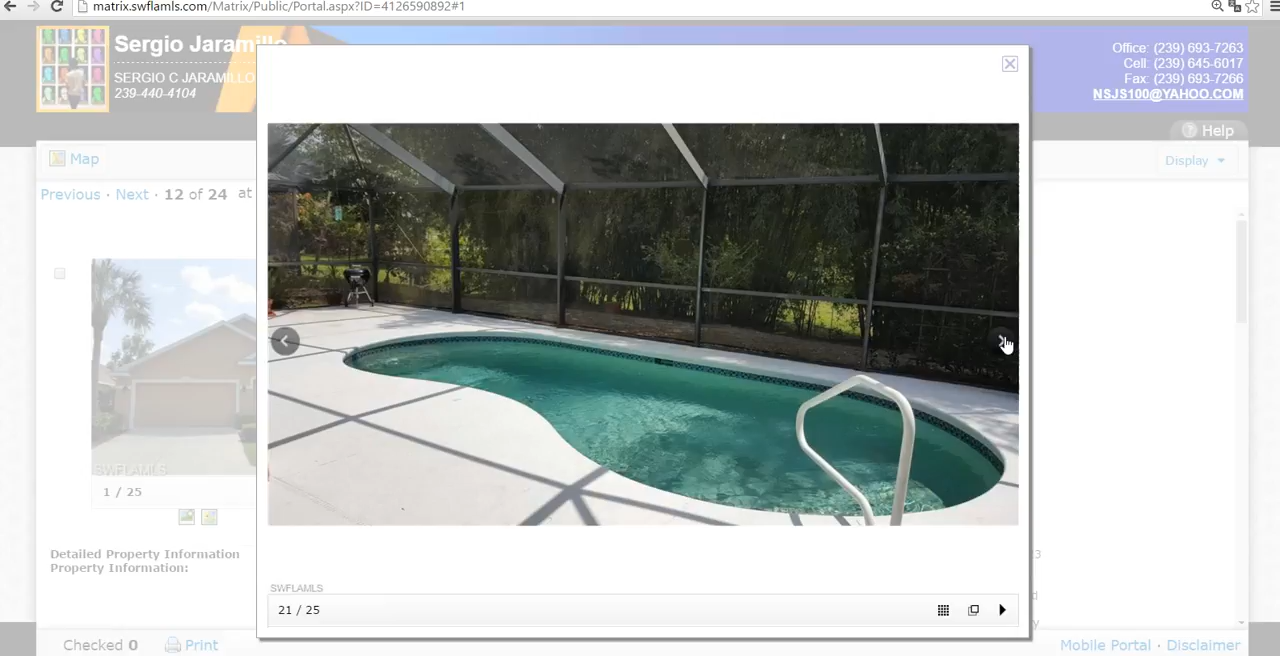 matrix.swflamls.com/Matrix/Public/Portal.aspx?ID=4126590892#1
Sergio Jaramillo
SERGIO C JARAMILLO
239-440-4104
Office: (239) 693-7263
Cell: (239) 645-6017
Fax: (239) 693-7266
NSJS100@YAHOO.COM
Help
Map
Display
Previous · Next · 12 of 24 at
SWFLAMLS
1 / 25
Detailed Property Information
Property Information:
SWFLAMLS
21 / 25
Checked 0
Print
Mobile Portal · Disclaimer